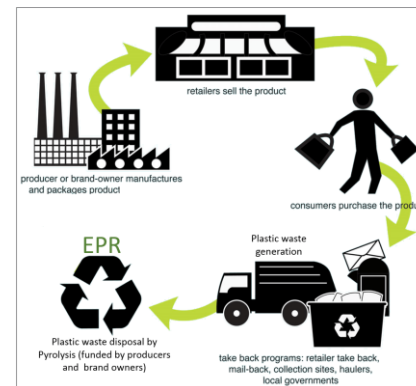 retailers sell the product
producer or brand-owner manufactures
and packages product
consumers purchase the produ
Plastic waste
generation
EPR
Plastic waste disposal by
Pyrolysis (funded by producers
and brand owners)
take back programs: retailer take back,
mail-back, collection sites, haulers,
local governments